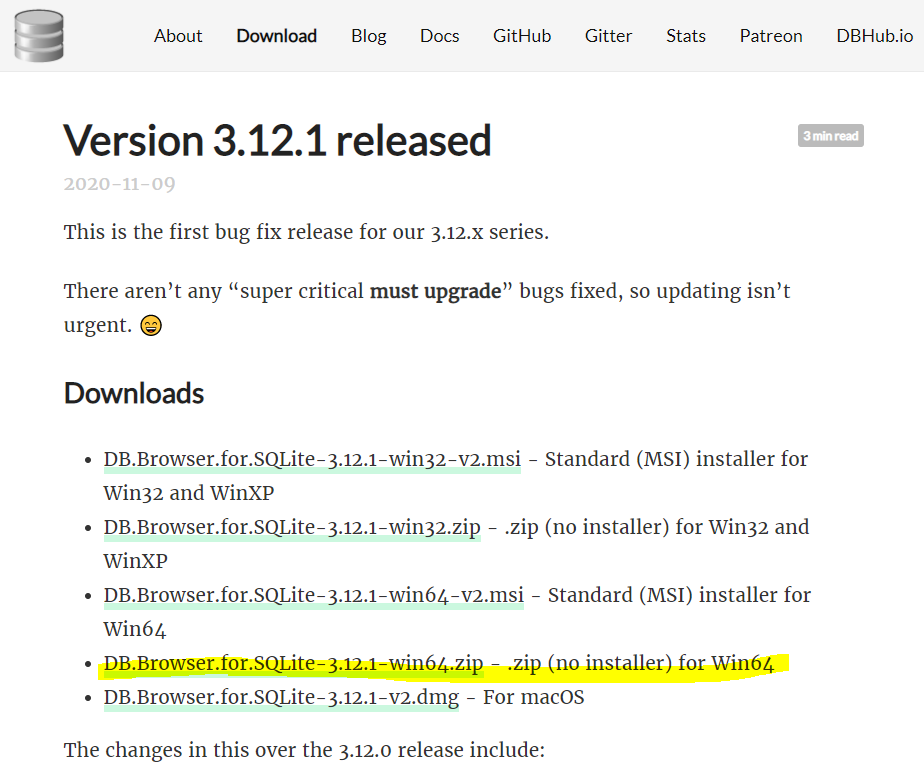 About Download Blog Docs GitHub Gitter Stats Patreon DBHub.io
Version 3.12.1 released
3 min read
2020-11-09
This is the first bug fix release for our 3.12.x series.
There aren’t any “super critical must upgrade” bugs fixed, so updating isn’t
urgent. 😄
Downloads
• DB.Browser.for.SQLite-3.12.1-win32-v2.msi - Standard (MSI) installer for
Win32 and WinXP
• DB.Browser.for.SQLite-3.12.1-win32.zip - .zip (no installer) for Win32 and
WinXP
• DB.Browser.for.SQLite-3.12.1-win64-v2.msi - Standard (MSI) installer for
Win64
• DB.Browser.for.SQLite-3.12.1-win64.zip - .zip (no installer) for Win64
• DB.Browser.for.SQLite-3.12.1-v2.dmg - For macOS
The changes in this over the 3.12.0 release include: